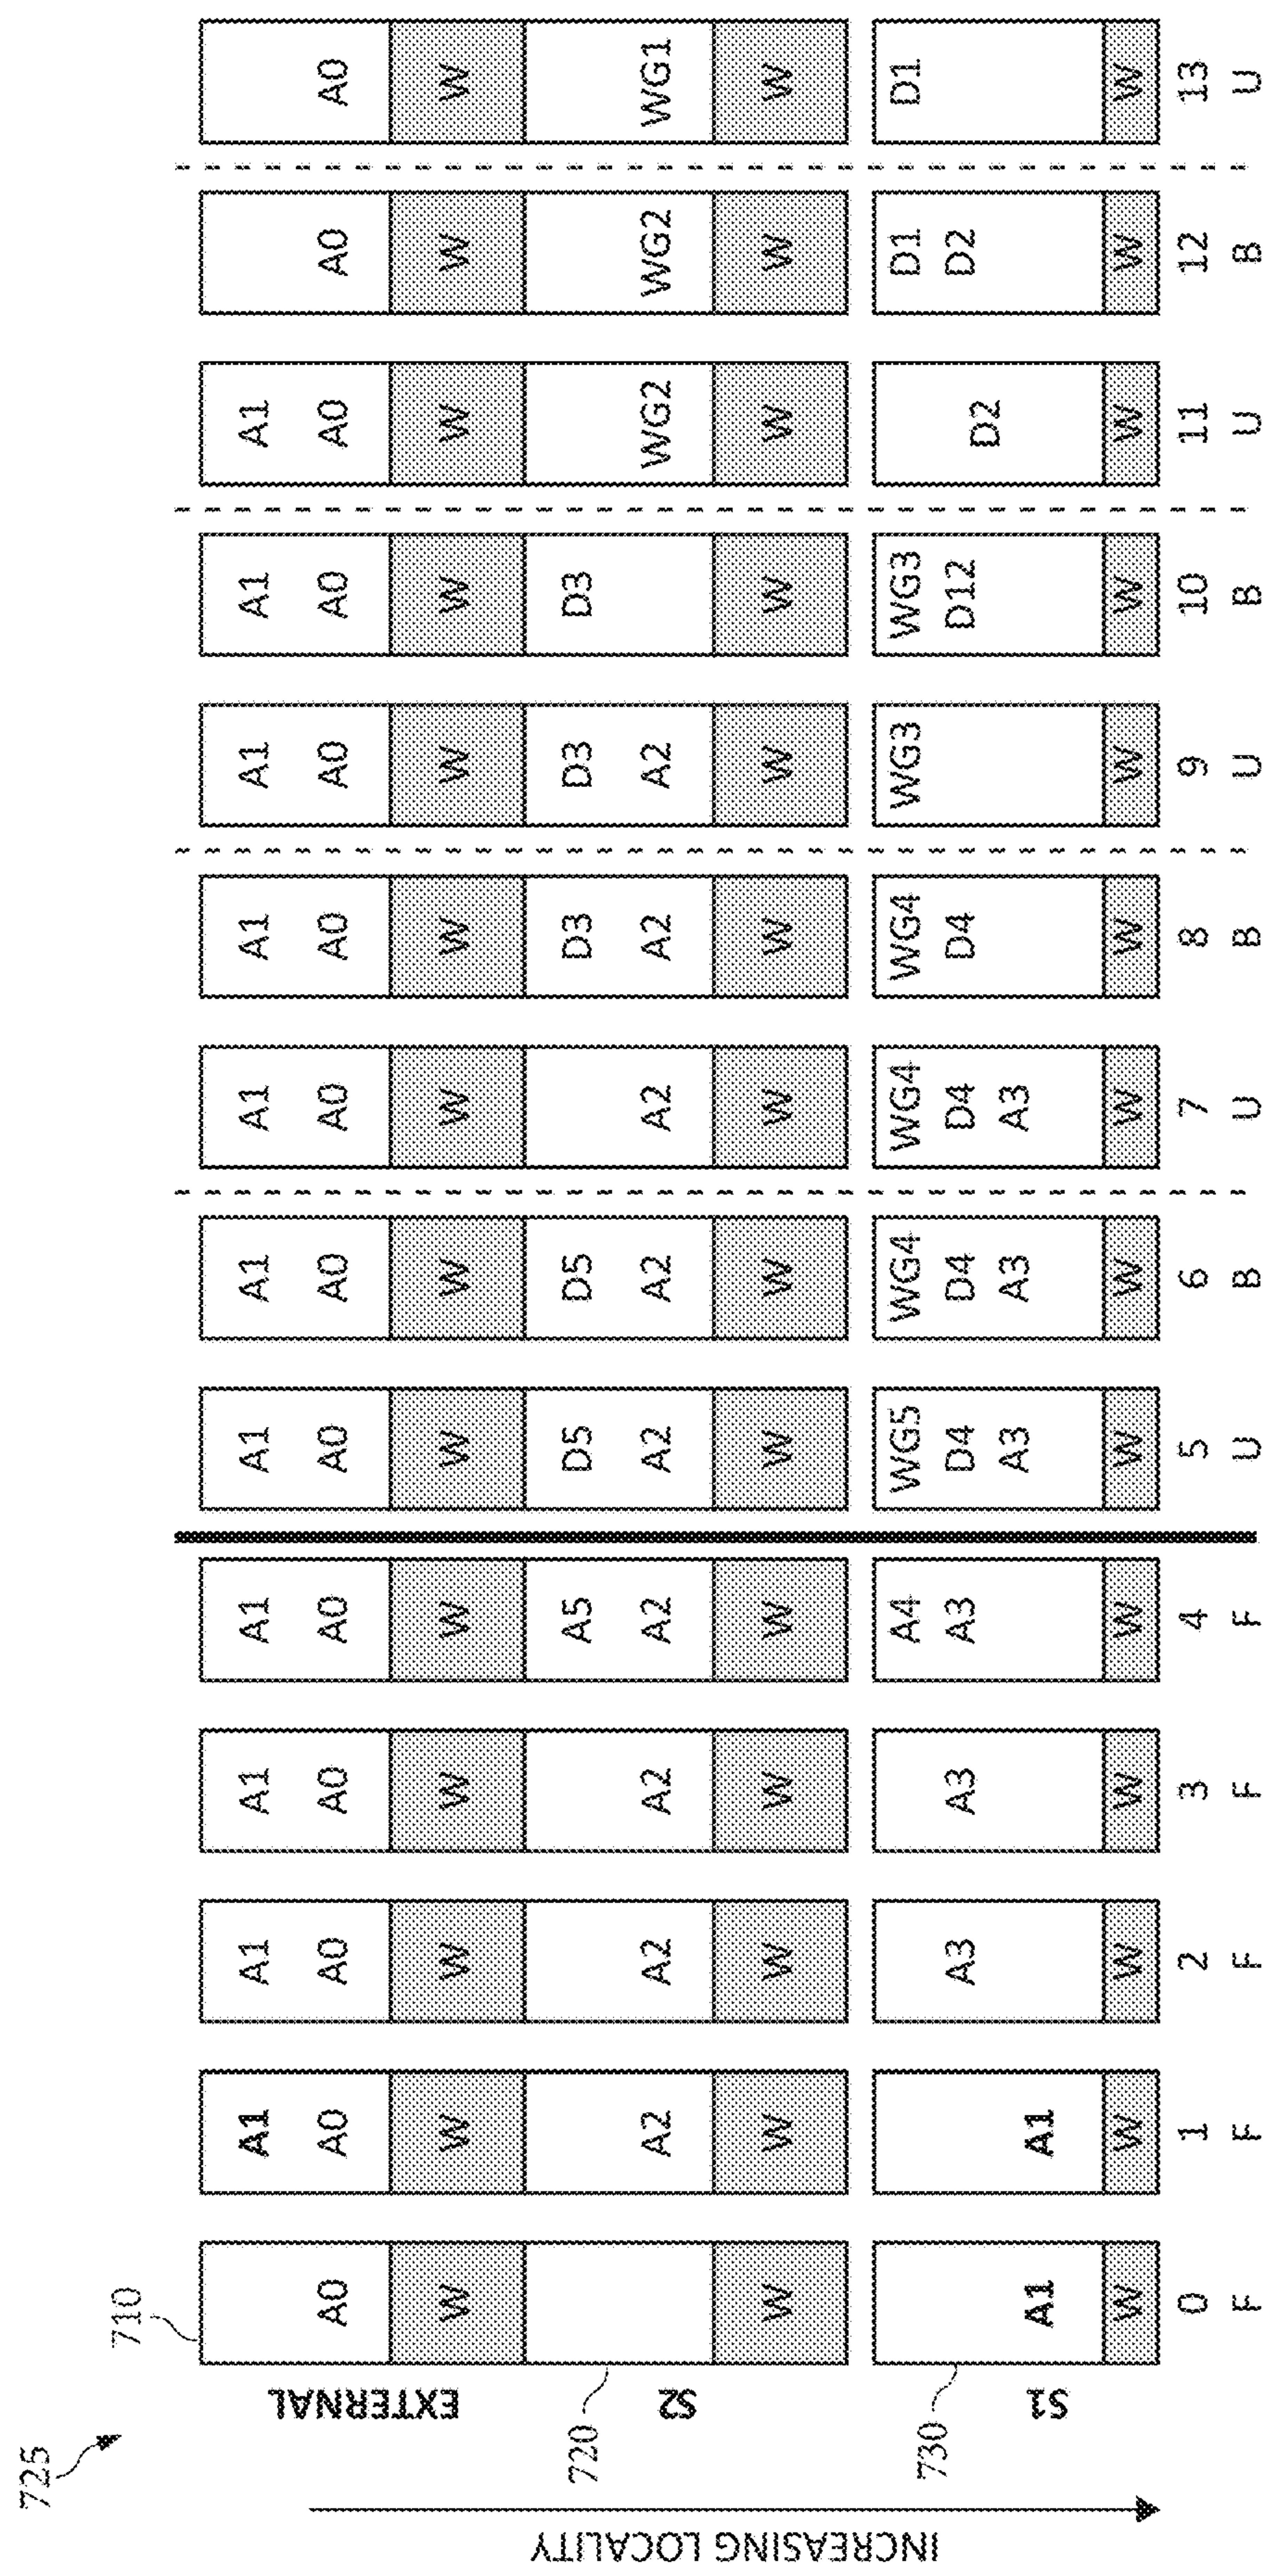 725
710
A1 A1 A1 A1 A1 A1 A1 A1 A1 A1 A1
EXTERNAL
A0 A0 A0 A0 A0 A0 A0 A0 A0 A0 A0 A0 A0 A0
W W W W W W W W W W W W W W
720
A5 D5 D5 D3 D3 D3
S2
A2 A2 A2 A2 A2 A2 A2 A2 A2 WG2 WG2 WG1
W W W W W W W W W W W W W W
INCREASING LOCALITY
730
A4 WG5 WG4 WG4 WG4 WG3 WG3 D1 D1
A3 A3 A3 D4 D4 D4 D4 D12 D2 D2
S1
A1 A1 A3 A3 A3
W W W W W W W W W W W W W W
0 1 2 3 4 5 6 7 8 9 10 11 12 13
F F F F F U B U B U B U B U